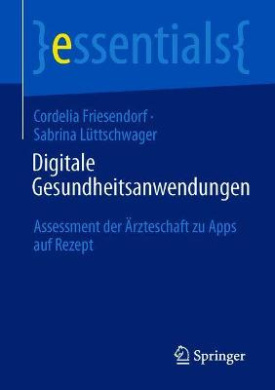 }essentials{
Cordelia Friesendorf ·
Sabrina Lüttschwager
Digitale
Gesundheitsanwendungen
Assessment der Ärzteschaft zu Apps
auf Rezept
Springer